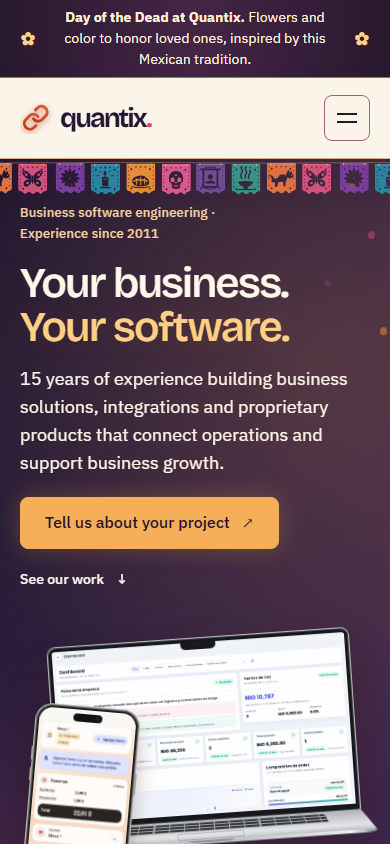 Day of the Dead at Quantix. Flowers and
color to honor loved ones, inspired by this
Mexican tradition.
quantix.
Business software engineering ·
Experience since 2011
Your business.
Your software.
15 years of experience building business
solutions, integrations and proprietary
products that connect operations and
support business growth.
Tell us about your project ↗
See our work ↓
Dashboard
Dashboard